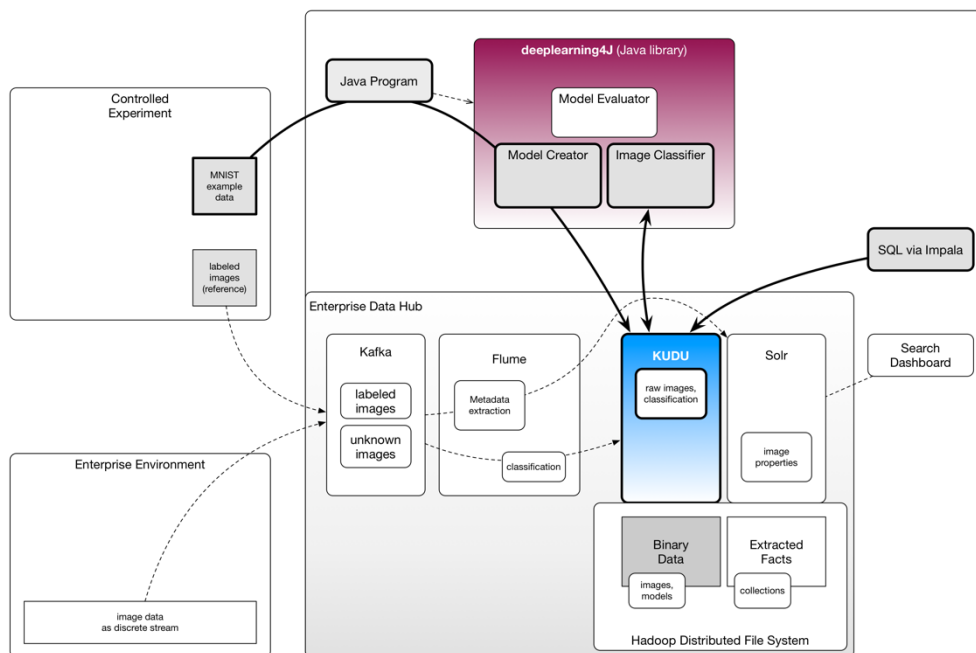 deeplearning4J (Java library)
Java Program
Model Evaluator
Controlled
Experiment
Model Creator
Image Classifier
MNIST
example
data
SQL via Impala
labeled
images
(reference)
Enterprise Data Hub
Kafka
Flume
KUDU
Solr
Search
Dashboard
raw images,
classification
labeled
images
Metadata
extraction
unknown
images
image
properties
classification
Enterprise Environment
Binary
Data
Extracted
Facts
images,
models
collections
image data
as discrete stream
Hadoop Distributed File System